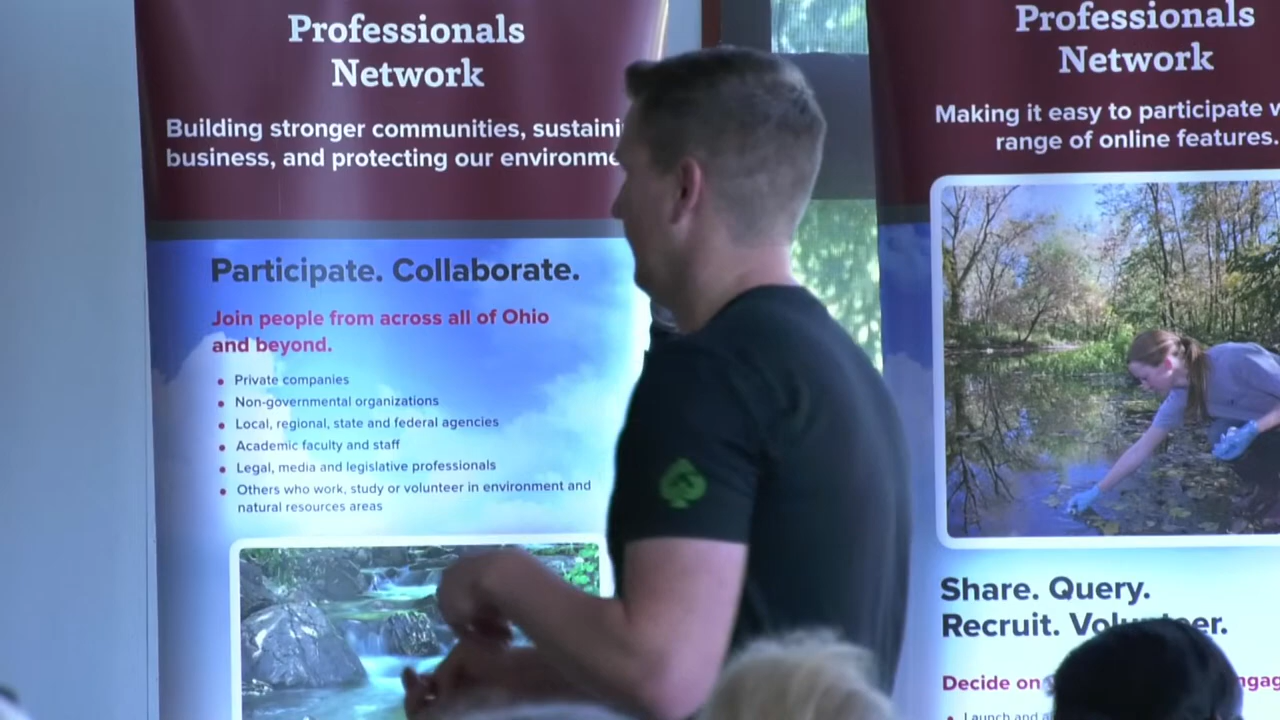 Professionals
Network
Building stronger communities, sustaini
business, and protecting our environme
Participate. Collaborate.
Join people from across all of Ohio
and beyond.
Private companies
Non-governmental organizations
Local, regional, state and federal agencies
Academic faculty and staff
Legal, media and legislative professionals
Others who work, study or volunteer in environment and
natural resources areas
Professionals
Network
Making it easy to participate w
range of online features.
Share. Query.
Recruit. Volunteer.
Decide on
Launch and